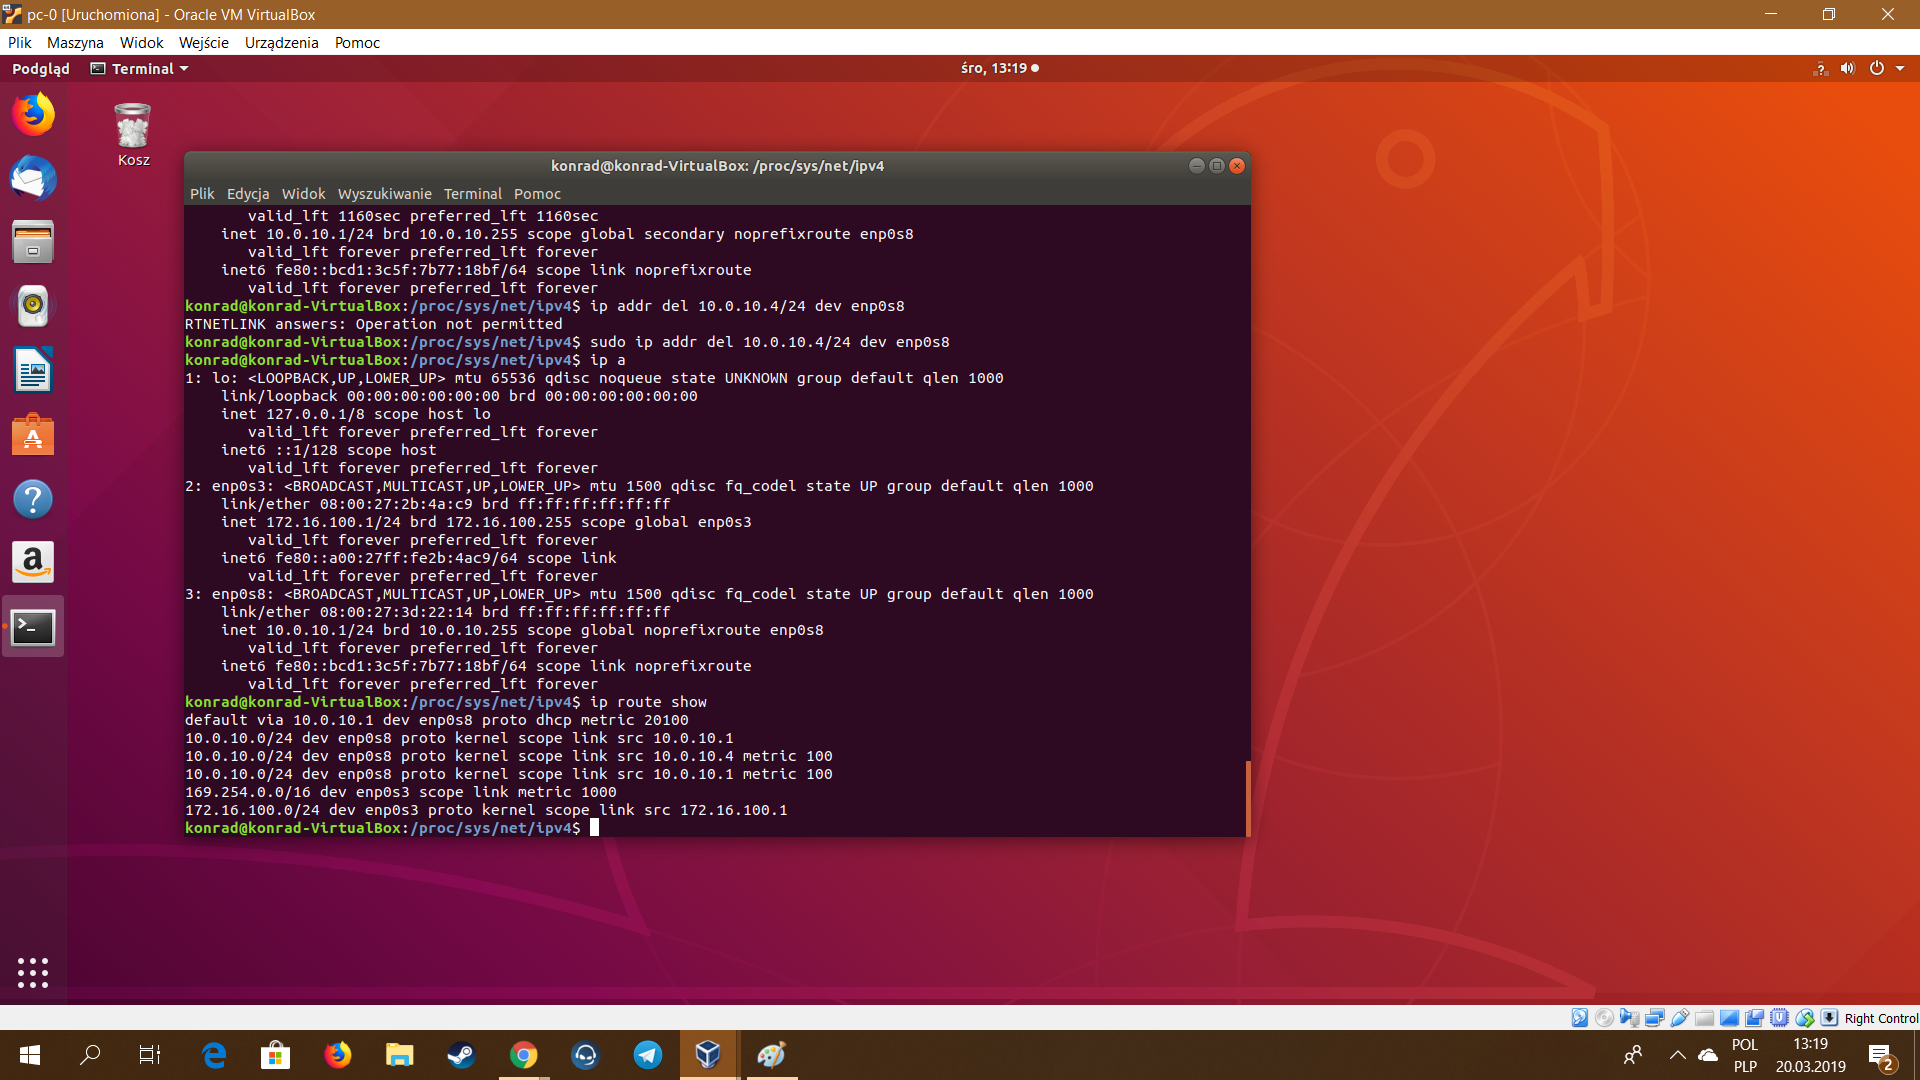 pc-0 [Uruchomiona] - Oracle VM VirtualBox
Plik Maszyna Widok Wejście Urządzenia Pomoc
Podgląd Terminal śro, 13:19
Kosz
konrad@konrad-VirtualBox: /proc/sys/net/ipv4
Plik Edycja Widok Wyszukiwanie Terminal Pomoc
valid_lft 1160sec preferred_lft 1160sec
inet 10.0.10.1/24 brd 10.0.10.255 scope global secondary noprefixroute enp0s8
valid_lft forever preferred_lft forever
inet6 fe80::bcd1:3c5f:7b77:18bf/64 scope link noprefixroute
valid_lft forever preferred_lft forever
konrad@konrad-VirtualBox:/proc/sys/net/ipv4$ ip addr del 10.0.10.4/24 dev enp0s8
RTNETLINK answers: Operation not permitted
konrad@konrad-VirtualBox:/proc/sys/net/ipv4$ sudo ip addr del 10.0.10.4/24 dev enp0s8
konrad@konrad-VirtualBox:/proc/sys/net/ipv4$ ip a
1: lo: <LOOPBACK,UP,LOWER_UP> mtu 65536 qdisc noqueue state UNKNOWN group default qlen 1000
link/loopback 00:00:00:00:00:00 brd 00:00:00:00:00:00
inet 127.0.0.1/8 scope host lo
valid_lft forever preferred_lft forever
inet6 ::1/128 scope host
valid_lft forever preferred_lft forever
2: enp0s3: <BROADCAST,MULTICAST,UP,LOWER_UP> mtu 1500 qdisc fq_codel state UP group default qlen 1000
link/ether 08:00:27:2b:4a:c9 brd ff:ff:ff:ff:ff:ff
inet 172.16.100.1/24 brd 172.16.100.255 scope global enp0s3
valid_lft forever preferred_lft forever
inet6 fe80::a00:27ff:fe2b:4ac9/64 scope link
valid_lft forever preferred_lft forever
3: enp0s8: <BROADCAST,MULTICAST,UP,LOWER_UP> mtu 1500 qdisc fq_codel state UP group default qlen 1000
link/ether 08:00:27:3d:22:14 brd ff:ff:ff:ff:ff:ff
inet 10.0.10.1/24 brd 10.0.10.255 scope global noprefixroute enp0s8
valid_lft forever preferred_lft forever
inet6 fe80::bcd1:3c5f:7b77:18bf/64 scope link noprefixroute
valid_lft forever preferred_lft forever
konrad@konrad-VirtualBox:/proc/sys/net/ipv4$ ip route show
default via 10.0.10.1 dev enp0s8 proto dhcp metric 20100
10.0.10.0/24 dev enp0s8 proto kernel scope link src 10.0.10.1
10.0.10.0/24 dev enp0s8 proto kernel scope link src 10.0.10.4 metric 100
10.0.10.0/24 dev enp0s8 proto kernel scope link src 10.0.10.1 metric 100
169.254.0.0/16 dev enp0s3 scope link metric 1000
172.16.100.0/24 dev enp0s3 proto kernel scope link src 172.16.100.1
konrad@konrad-VirtualBox:/proc/sys/net/ipv4$
Right Control
POL 13:19
PLP 20.03.2019 2